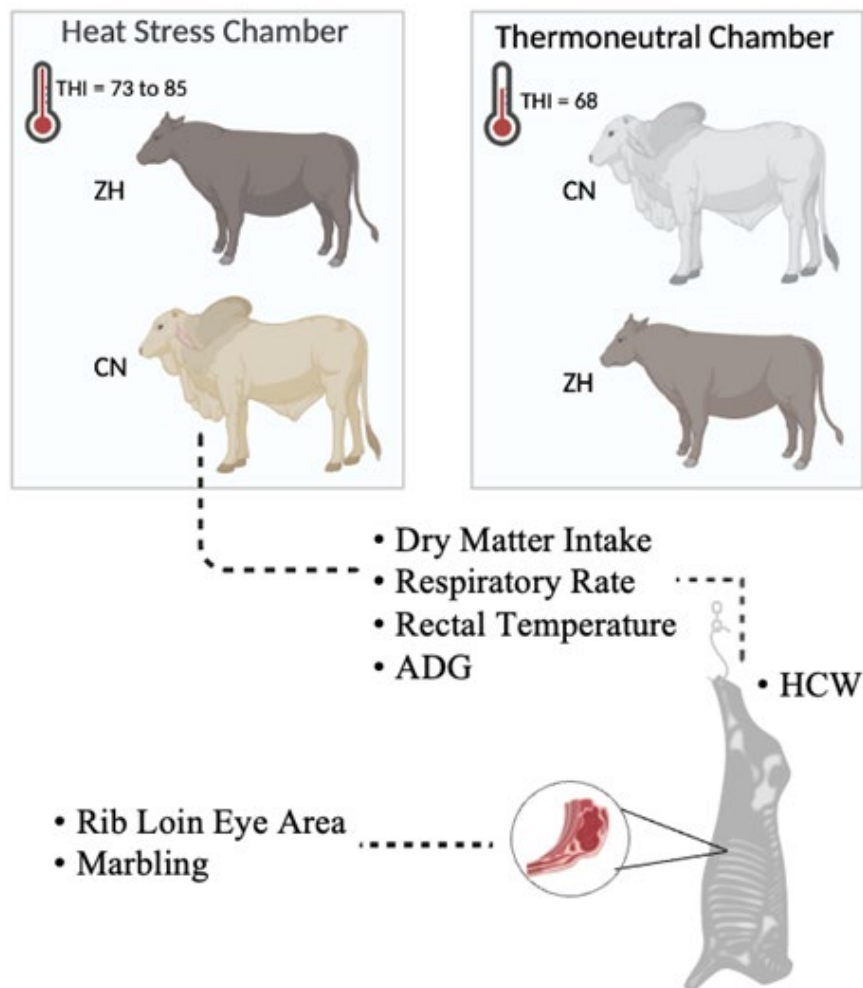 Heat Stress Chamber
THI = 73 to 85
ZH
CN
Thermoneutral Chamber
THI = 68
CN
ZH
• Dry Matter Intake
• Respiratory Rate
• Rectal Temperature
• ADG
• HCW
• Rib Loin Eye Area
• Marbling